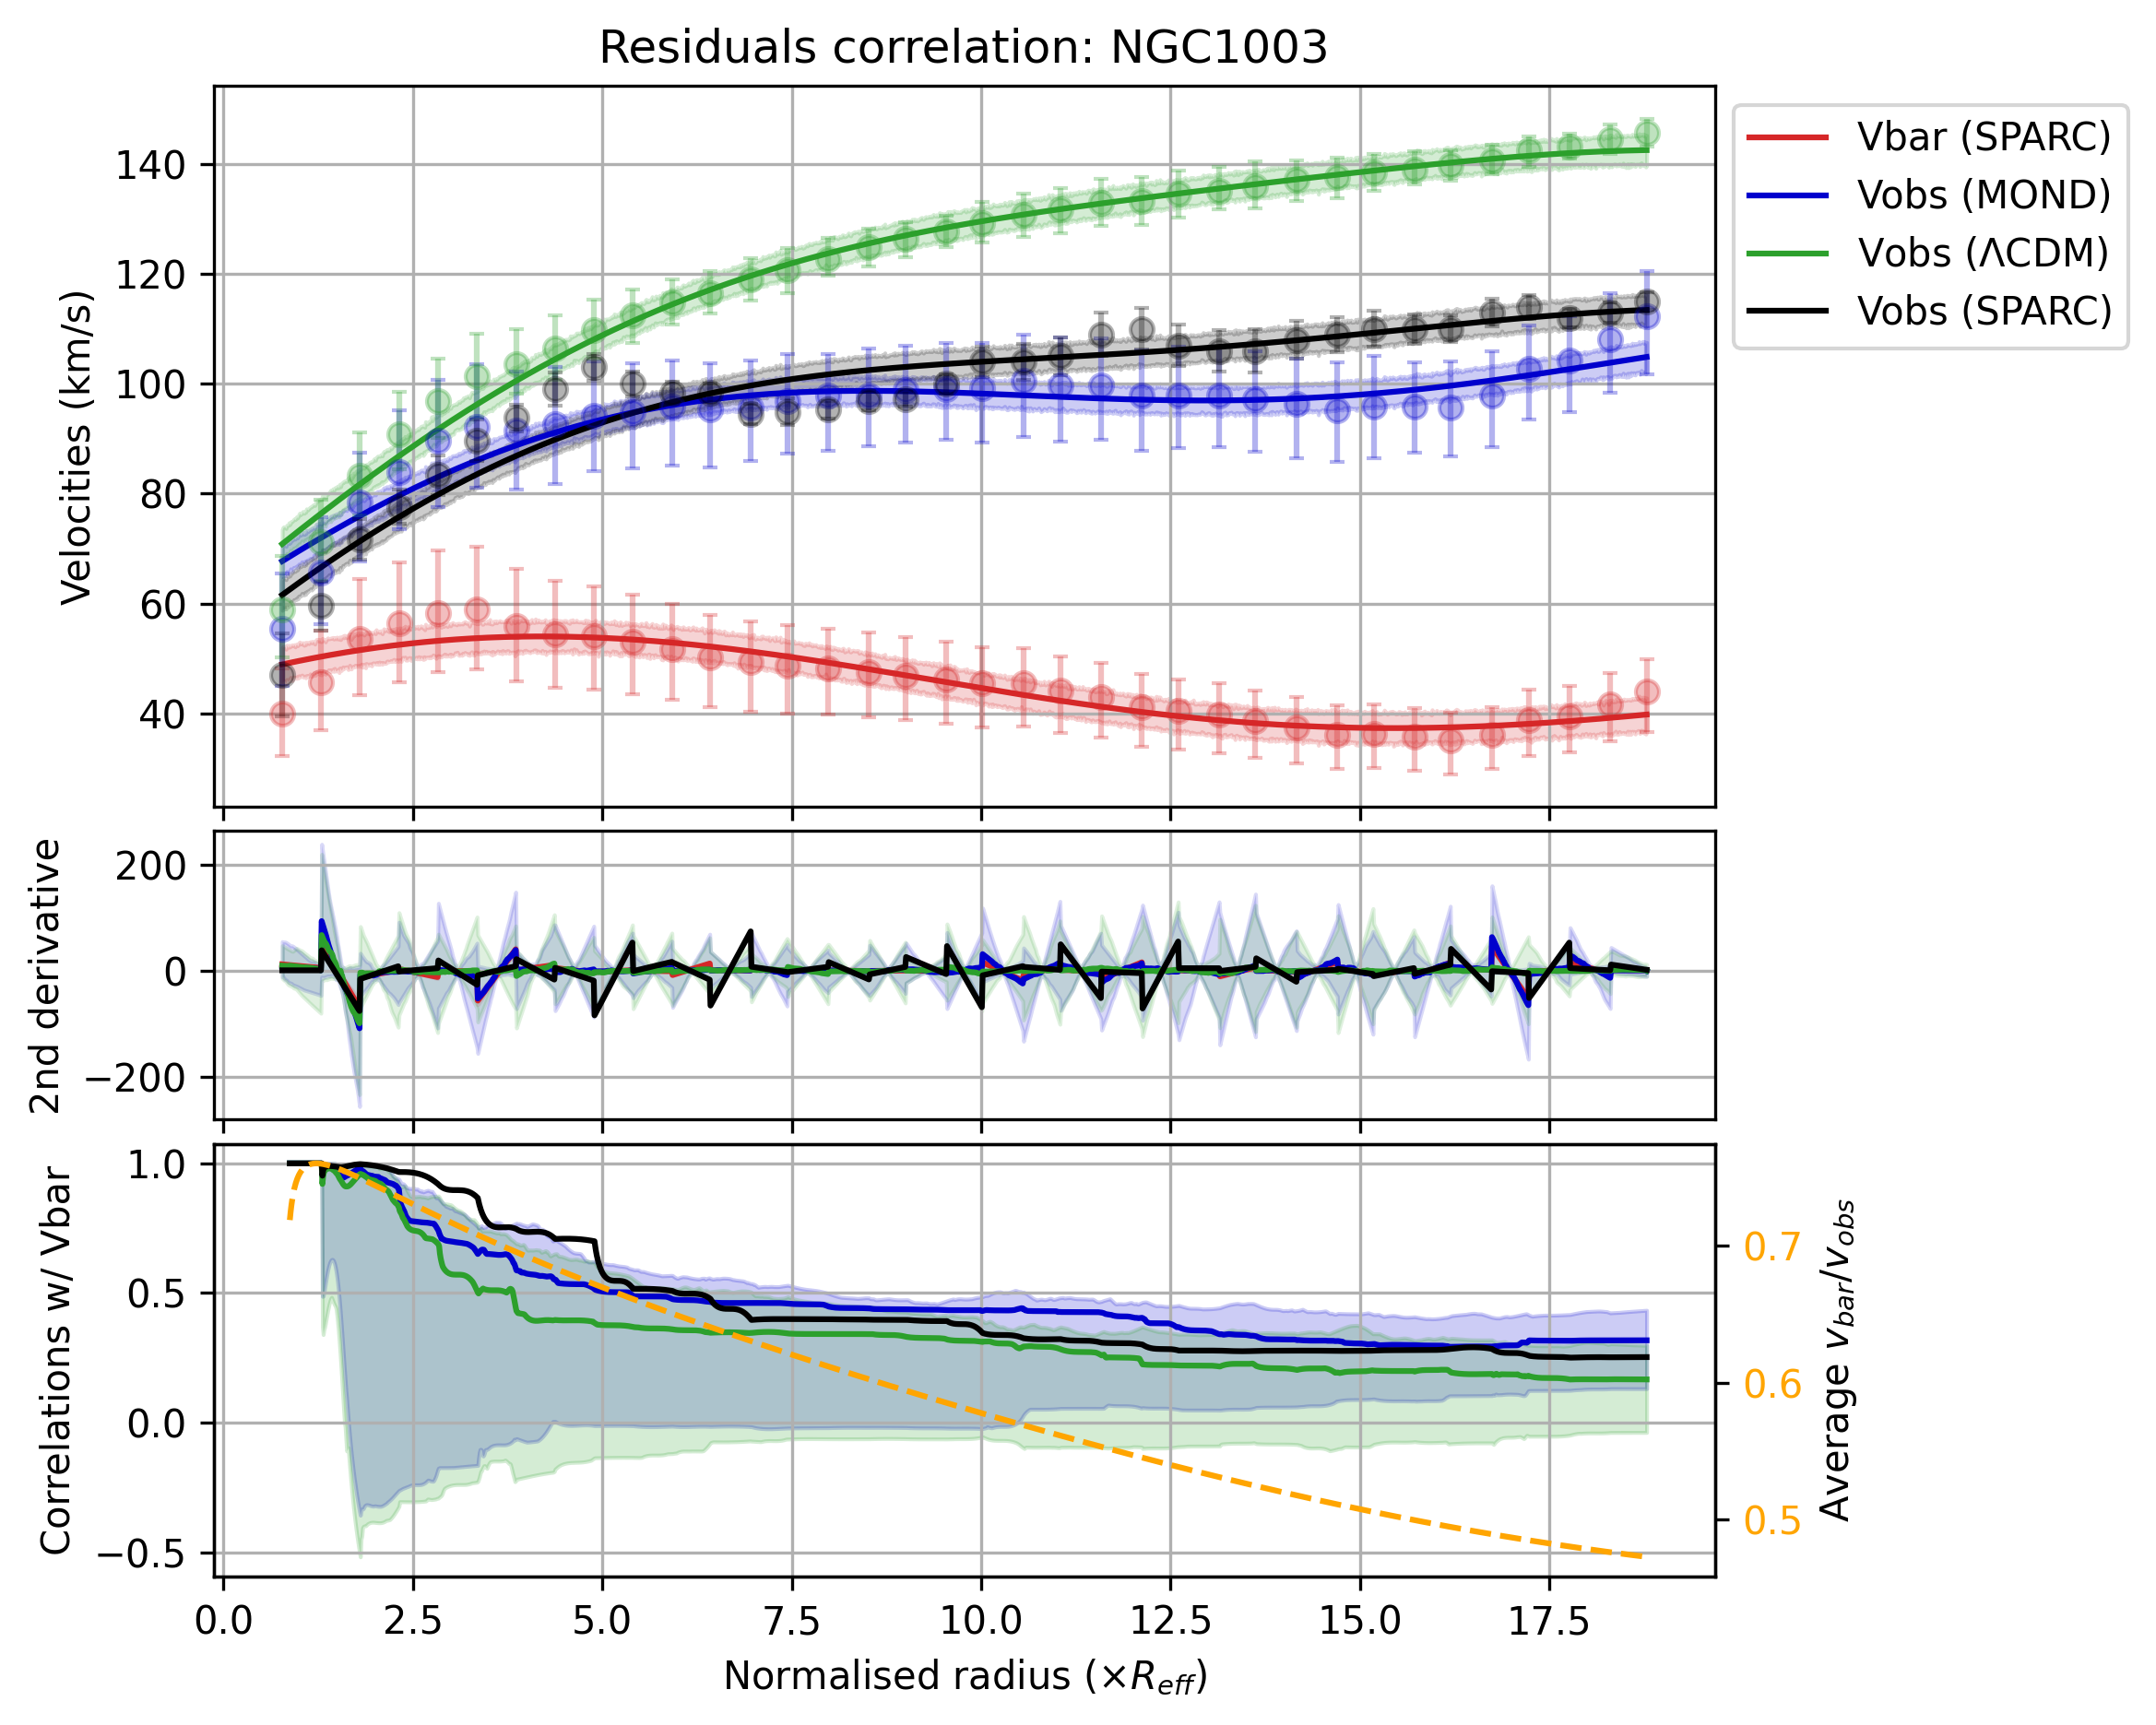 Residuals correlation: NGC1003
Velocities (km/s)
140
120
100
80
60
40
Vbar (SPARC)
Vobs (MOND)
Vobs (ΛCDM)
Vobs (SPARC)
2nd derivative
200
0
−200
Correlations w/ Vbar
1.0
0.5
0.0
−0.5
0.7
0.6
0.5
Average v_bar/v_obs
0.0 2.5 5.0 7.5 10.0 12.5 15.0 17.5
Normalised radius (×R_eff)